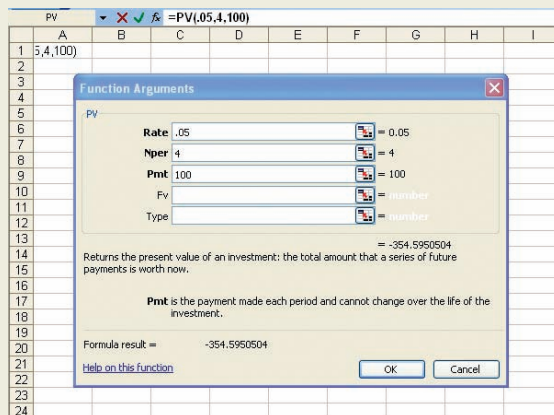 PV =PV(.05,4,100)
A B C D E F G H I
1 5,4,100)
2
3
4
5
6
7
8
9
10
11
12
13
14
15
16
17
18
19
20
21
22
23
24
Function Arguments
PV
Rate .05 = 0.05
Nper 4 = 4
Pmt 100 = 100
Fv = number
Type = number
= -354.5950504
Returns the present value of an investment: the total amount that a series of future
payments is worth now.
Pmt is the payment made each period and cannot change over the life of the
investment.
Formula result = -354.5950504
Help on this function OK Cancel